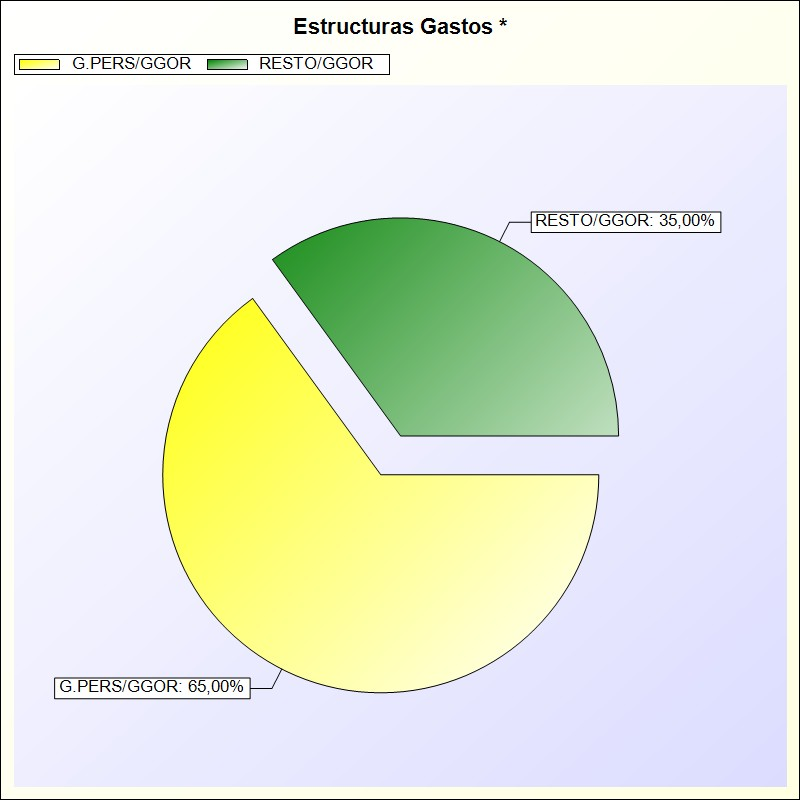 Estructuras Gastos *
G.PERS/GGOR RESTO/GGOR
RESTO/GGOR: 35,00%
G.PERS/GGOR: 65,00%